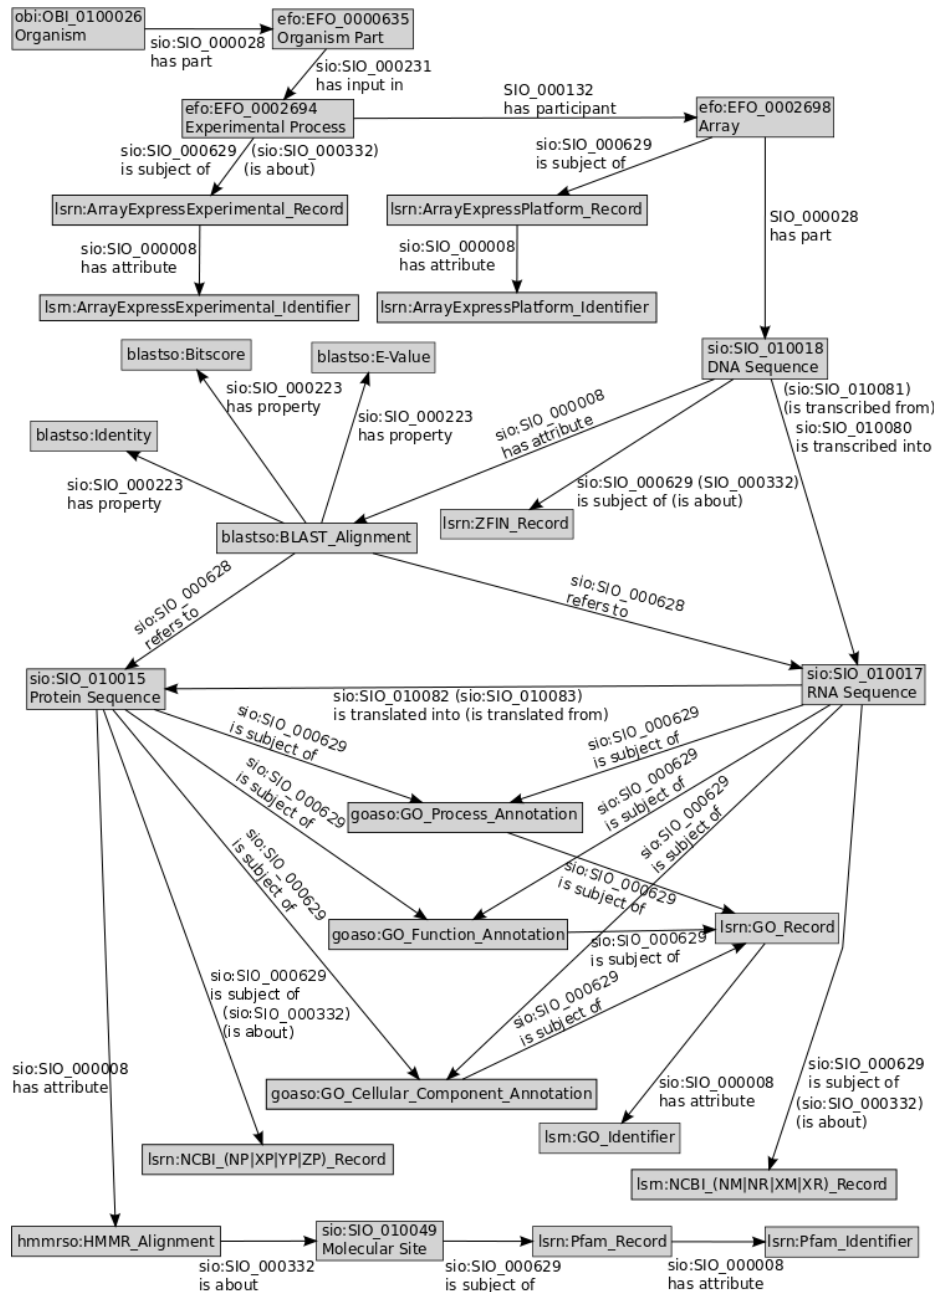 obi:OBI_0100026
Organism
sio:SIO_000028
has part
efo:EFO_0000635
Organism Part
sio:SIO_000231
has input in
efo:EFO_0002694
Experimental Process
SIO_000132
has participant
efo:EFO_0002698
Array
sio:SIO_000629
is subject of
(sio:SIO_000332)
(is about)
sio:SIO_000629
is subject of
lsrn:ArrayExpressExperimental_Record
lsrn:ArrayExpressPlatform_Record
SIO_000028
has part
sio:SIO_000008
has attribute
sio:SIO_000008
has attribute
lsrn:ArrayExpressExperimental_Identifier
lsrn:ArrayExpressPlatform_Identifier
blastso:Bitscore
blastso:E-Value
sio:SIO_010018
DNA Sequence
sio:SIO_000223
has property
sio:SIO_000223
has property
sio:SIO_000008
has attribute
(sio:SIO_010081)
(is transcribed from)
sio:SIO_010080
is transcribed into
blastso:Identity
sio:SIO_000223
has property
sio:SIO_000629 (SIO_000332)
is subject of (is about)
lsrn:ZFIN_Record
blastso:BLAST_Alignment
sio:SIO_000628
refers to
sio:SIO_000628
refers to
sio:SIO_010015
Protein Sequence
sio:SIO_010017
RNA Sequence
sio:SIO_010082 (sio:SIO_010083)
is translated into (is translated from)
sio:SIO_000629
is subject of
sio:SIO_000629
is subject of
sio:SIO_000629
is subject of
sio:SIO_000629
is subject of
sio:SIO_000629
is subject of
goaso:GO_Process_Annotation
sio:SIO_000629
is subject of
sio:SIO_000629
is subject of
goaso:GO_Function_Annotation
lsrn:GO_Record
sio:SIO_000629
is subject of
sio:SIO_000629
is subject of
(sio:SIO_000332)
(is about)
sio:SIO_000629
is subject of
sio:SIO_000008
has attribute
goaso:GO_Cellular_Component_Annotation
sio:SIO_000008
has attribute
sio:SIO_000629
is subject of
(sio:SIO_000332)
(is about)
lsrn:GO_Identifier
lsrn:NCBI_(NP|XP|YP|ZP)_Record
lsrn:NCBI_(NM|NR|XM|XR)_Record
hmmrso:HMMR_Alignment
sio:SIO_000332
is about
sio:SIO_010049
Molecular Site
sio:SIO_000629
is subject of
lsrn:Pfam_Record
sio:SIO_000008
has attribute
lsrn:Pfam_Identifier